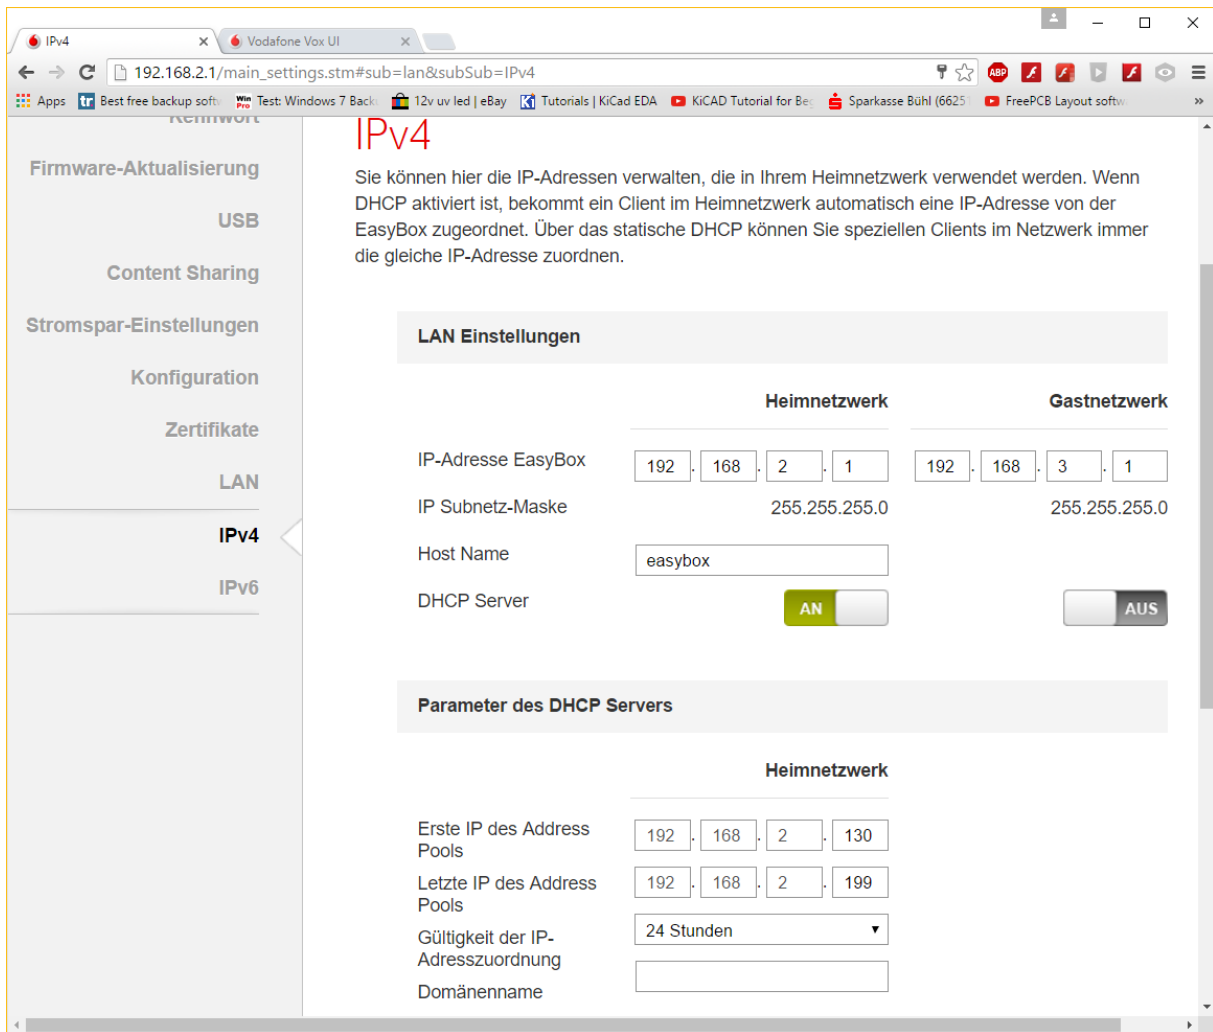 IPv4
Vodafone Vox UI
192.168.2.1/main_settings.stm#sub=lan&subSub=IPv4
ABP
Apps
tr Best free backup softw
Win Pro Test: Windows 7 Back
12v uv led | eBay
Tutorials | KiCad EDA
KiCAD Tutorial for Beg
Sparkasse Bühl (6625
FreePCB Layout softw
»
Kennwort
Firmware-Aktualisierung
USB
Content Sharing
Stromspar-Einstellungen
Konfiguration
Zertifikate
LAN
IPv4
IPv6
IPv4
Sie können hier die IP-Adressen verwalten, die in Ihrem Heimnetzwerk verwendet werden. Wenn
DHCP aktiviert ist, bekommt ein Client im Heimnetzwerk automatisch eine IP-Adresse von der
EasyBox zugeordnet. Über das statische DHCP können Sie speziellen Clients im Netzwerk immer
die gleiche IP-Adresse zuordnen.
LAN Einstellungen
Heimnetzwerk Gastnetzwerk
IP-Adresse EasyBox 192 . 168 . 2 . 1 192 . 168 . 3 . 1
IP Subnetz-Maske 255.255.255.0 255.255.255.0
Host Name easybox
DHCP Server AN AUS
Parameter des DHCP Servers
Heimnetzwerk
Erste IP des Address
Pools
192 . 168 . 2 . 130
Letzte IP des Address
Pools
192 . 168 . 2 . 199
Gültigkeit der IP-
Adresszuordnung
24 Stunden
Domänenname